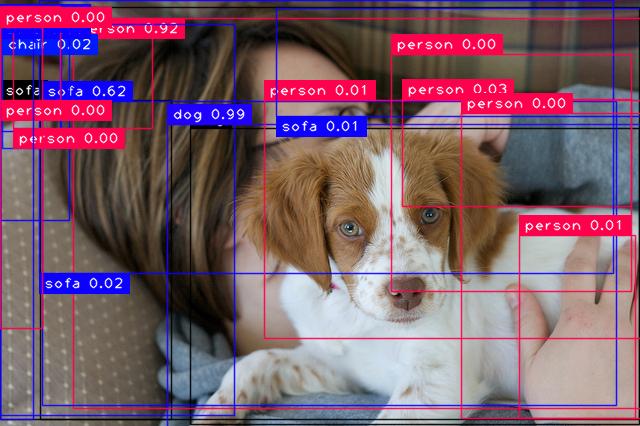 person 0.00
person 0.92
chair 0.02
person 0.00
sofa
sofa 0.62
person 0.01
person 0.03
person 0.00
person 0.00
dog 0.99
sofa 0.01
person 0.00
person 0.01
sofa 0.02